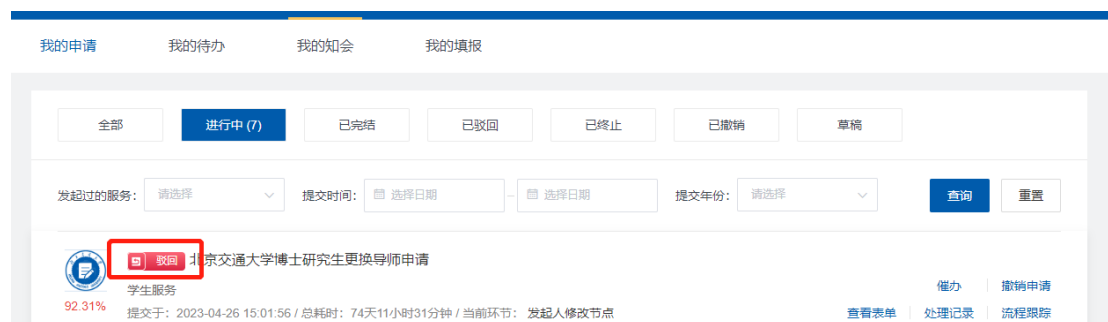 我的申请 我的待办 我的知会 我的填报
全部 进行中 (7) 已完结 已驳回 已终止 已撤销 草稿
发起过的服务： 请选择 提交时间： 选择日期 - 选择日期 提交年份： 请选择 查询 重置
驳回 北京交通大学博士研究生更换导师申请
学生服务 催办 撤销申请
92.31% 提交于：2023-04-26 15:01:56 / 总耗时：74天11小时31分钟 / 当前环节： 发起人修改节点 查看表单 处理记录 流程跟踪